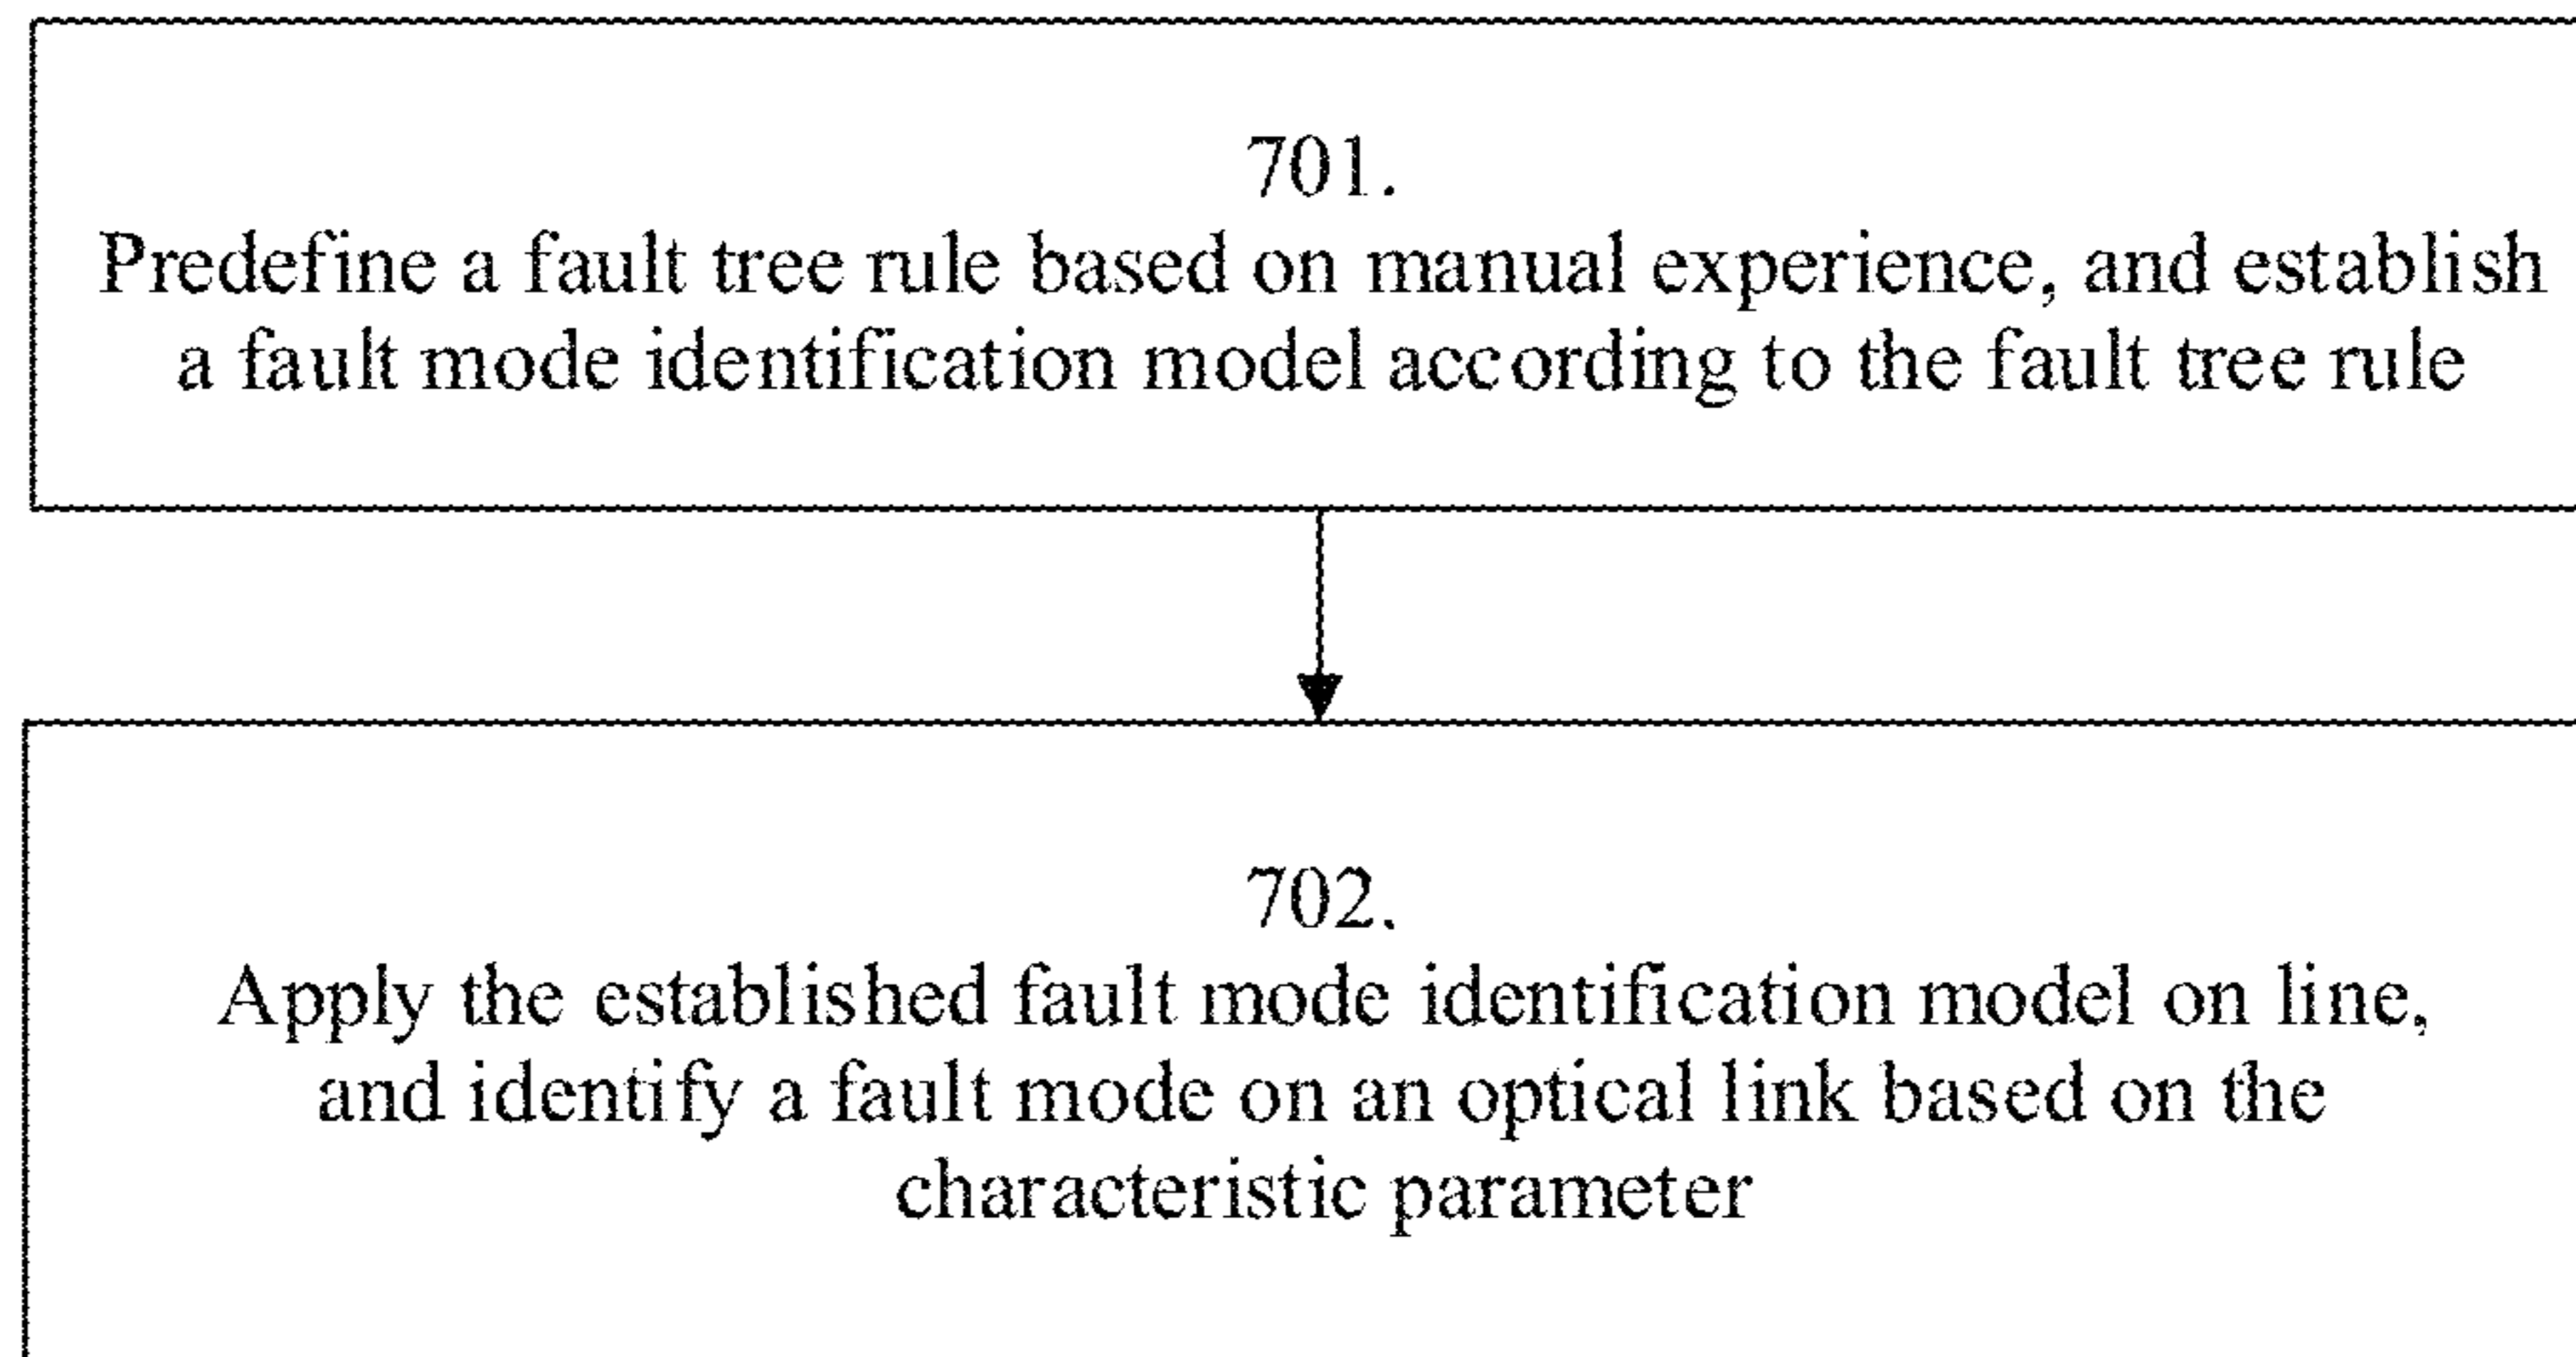 701.
Predefine a fault tree rule based on manual experience, and establish
a fault mode identification model according to the fault tree rule
702.
Apply the established fault mode identification model on line,
and identify a fault mode on an optical link based on the
characteristic parameter